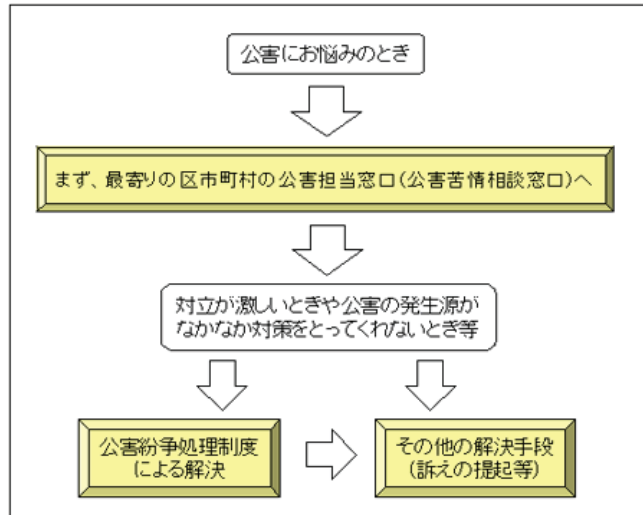 公害にお悩みのとき
まず、最寄りの区市町村の公害担当窓口(公害苦情相談窓口)へ
対立が激しいときや公害の発生源が
なかなか対策をとってくれないとき等
公害紛争処理制度
による解決
その他の解決手段
(訴えの提起等)